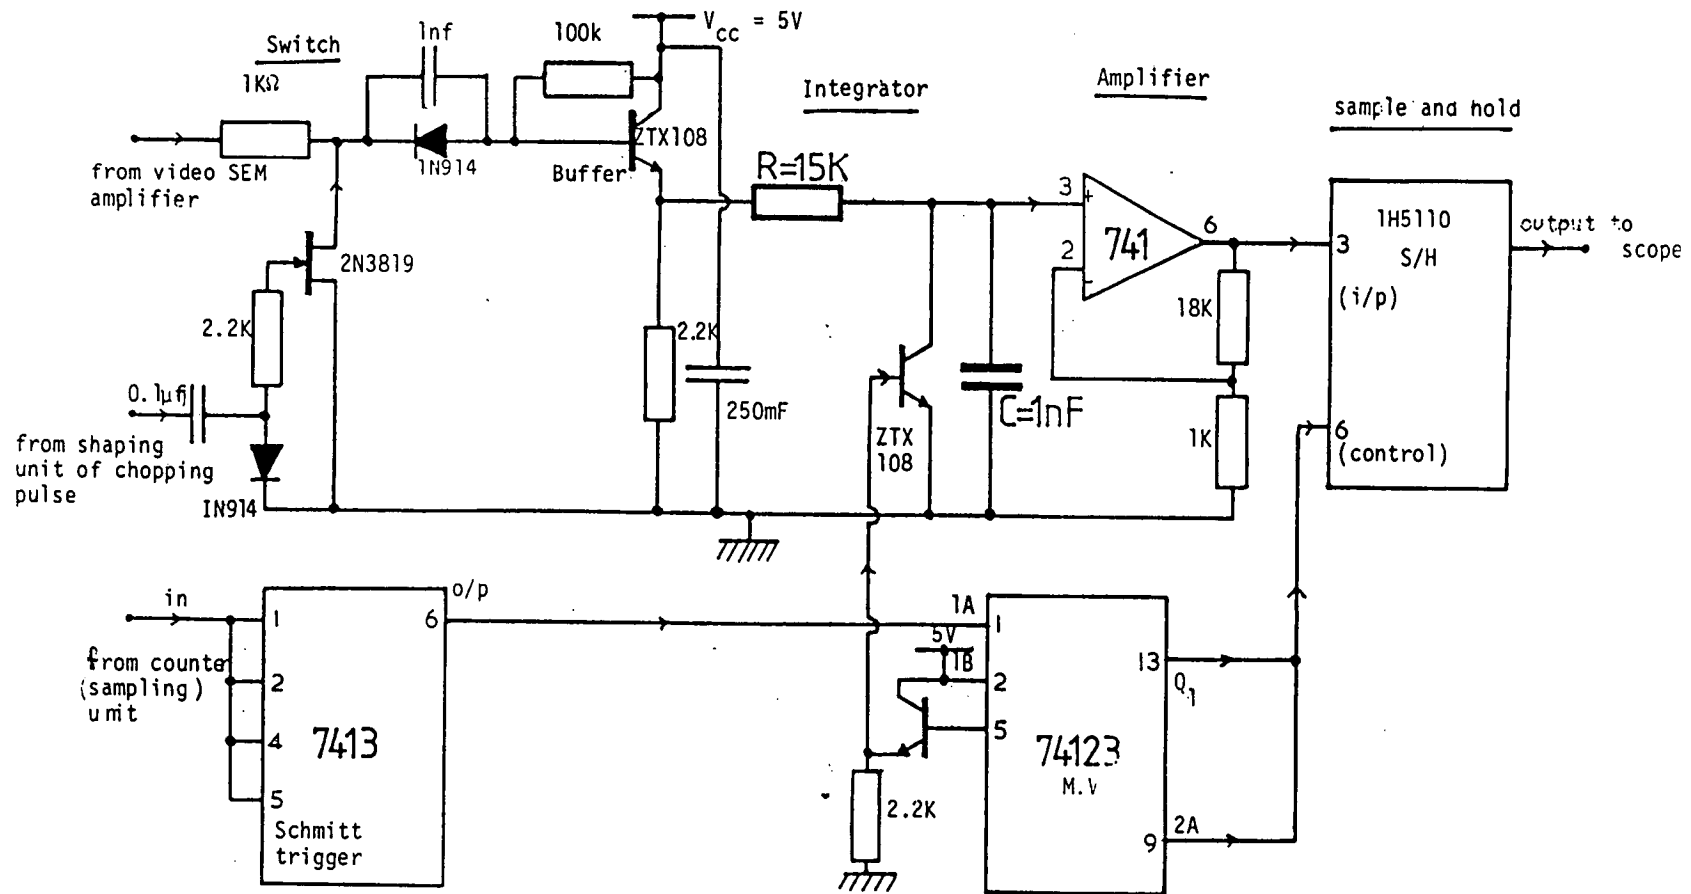 Switch
1KΩ
1nf
100k
V
CC
= 5V
Integrator
Amplifier
sample and hold
from video SEM
amplifier
1N914
ZTX108
Buffer
R=15K
2N3819
2.2K
0.1μf
from shaping
unit of chopping
pulse
IN914
2.2K
250mF
ZTX
108
C=1nF
3
+
2
-
741
6
18K
1K
1H5110
S/H
3
(i/p)
6
(control)
output to
scope
in
from counte
(sampling)
unit
1
2
4
5
6
o/p
7413
Schmitt
trigger
1A
1
5V
1B
2
5
2.2K
74123
M.V
13
Q1
9
2A